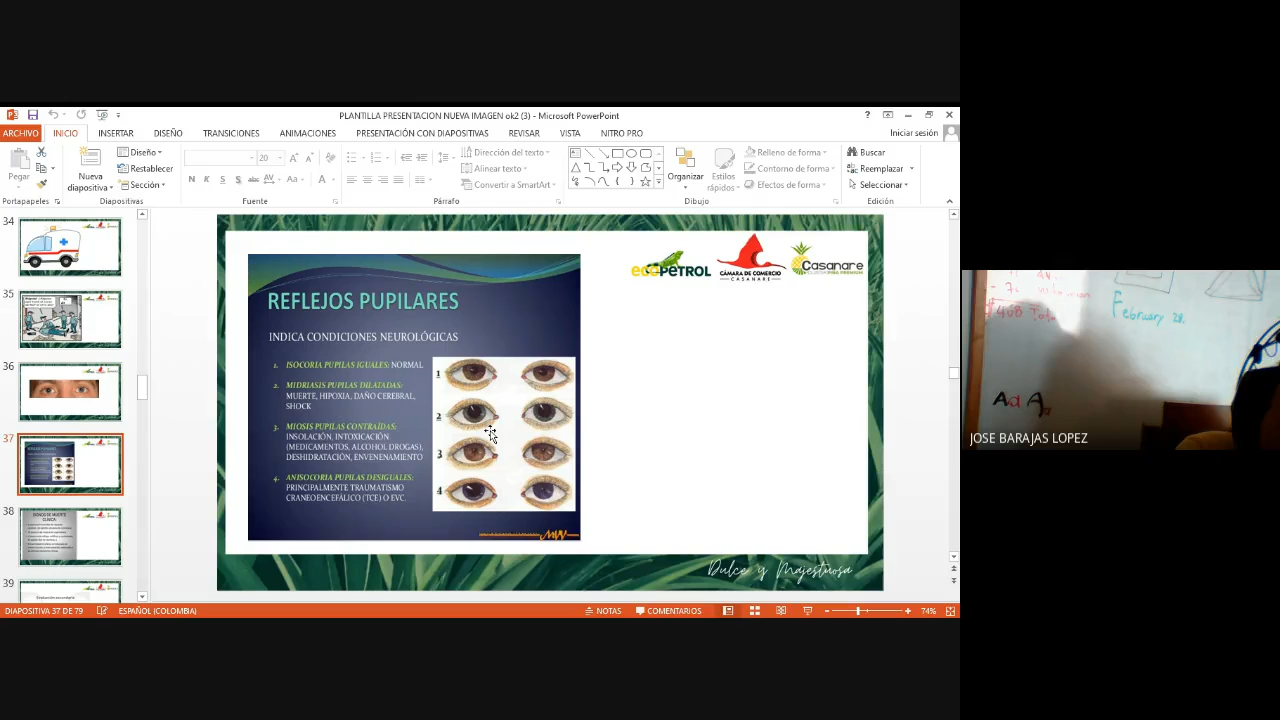 PLANTILLA PRESENTACION NUEVA IMAGEN ok2 (3) - Microsoft PowerPoint
ARCHIVO INICIO INSERTAR DISEÑO TRANSICIONES ANIMACIONES PRESENTACIÓN CON DIAPOSITIVAS REVISAR VISTA NITRO PRO Iniciar sesión
Pegar
Nueva diapositiva
Diseño
Restablecer
Sección
20
N K S S abc AV Aa A
Dirección del texto
Alinear texto
Convertir a SmartArt
Organizar
Estilos rápidos
Relleno de forma
Contorno de forma
Efectos de forma
Buscar
Reemplazar
Seleccionar
Portapapeles Diapositivas Fuente Párrafo Dibujo Edición
34
35
36
37
38
39
ecopetrol
CÁMARA DE COMERCIO
CASANARE
Casanare
REFLEJOS PUPILARES
INDICA CONDICIONES NEUROLÓGICAS
1. ISOCORIA PUPILAS IGUALES: NORMAL
2. MIDRIASIS PUPILAS DILATADAS:
MUERTE, HIPOXIA, DAÑO CEREBRAL,
SHOCK
3. MIOSIS PUPILAS CONTRAÍDAS:
INSOLACIÓN, INTOXICACIÓN
(MEDICAMENTOS, ALCOHOL DROGAS),
DESHIDRATACIÓN, ENVENENAMIENTO
4. ANISOCORIA PUPILAS DESIGUALES:
PRINCIPALMENTE TRAUMATISMO
CRANEOENCEFÁLICO (TCE) O EVC.
1
2
3
4
Dulce y Majestuosa
DIAPOSITIVA 37 DE 79 ESPAÑOL (COLOMBIA) NOTAS COMENTARIOS 74%
February 28.
JOSE BARAJAS LOPEZ